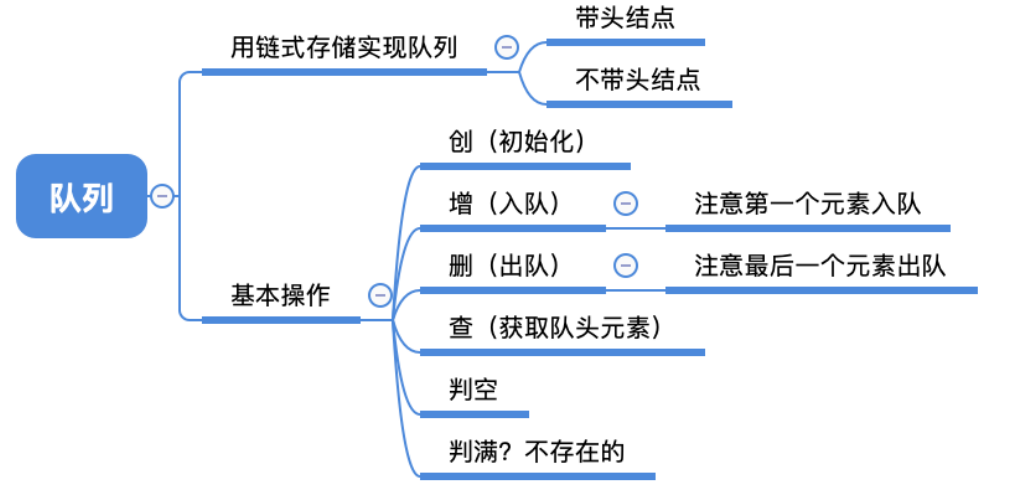 队列
用链式存储实现队列
带头结点
不带头结点
基本操作
创（初始化）
增（入队）
注意第一个元素入队
删（出队）
注意最后一个元素出队
查（获取队头元素）
判空
判满？不存在的